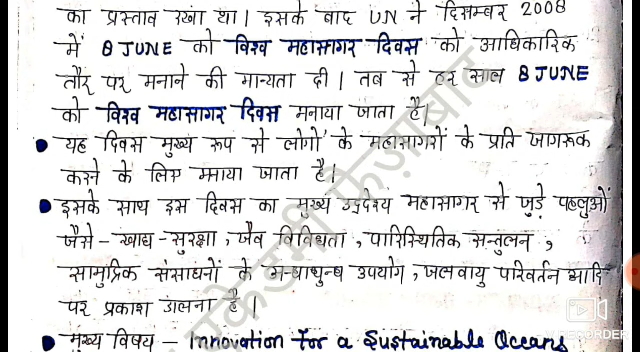 का प्रस्ताव रखा था। इसके बाद UN ने दिसम्बर 2008
में 8 JUNE को विश्व महासागर दिवस को आधिकारिक
तौर पर मनाने की मान्यता दी। तब से हर साल 8 JUNE
को विश्व महासागर दिवस मनाया जाता है।
यह दिवस मुख्य रूप से लोगों के महासागरों के प्रति जागरूक
करने के लिए मनाया जाता है।
इसके साथ इस दिवस का मुख्य उद्देश्य महासागर से जुड़े पहलुओं
जैसे - खाद्य - सुरक्षा, जैव विविधता, पारिस्थितिक सन्तुलन,
सामुद्रिक संसाधनों के अन्धाधुन्ध उपयोग, जलवायु परिवर्तन आदि
पर प्रकाश डालना है।
मुख्य विषय - Innovation for a Sustainable Oceans
एकेडमी फैज़ाबाद
RECORDER